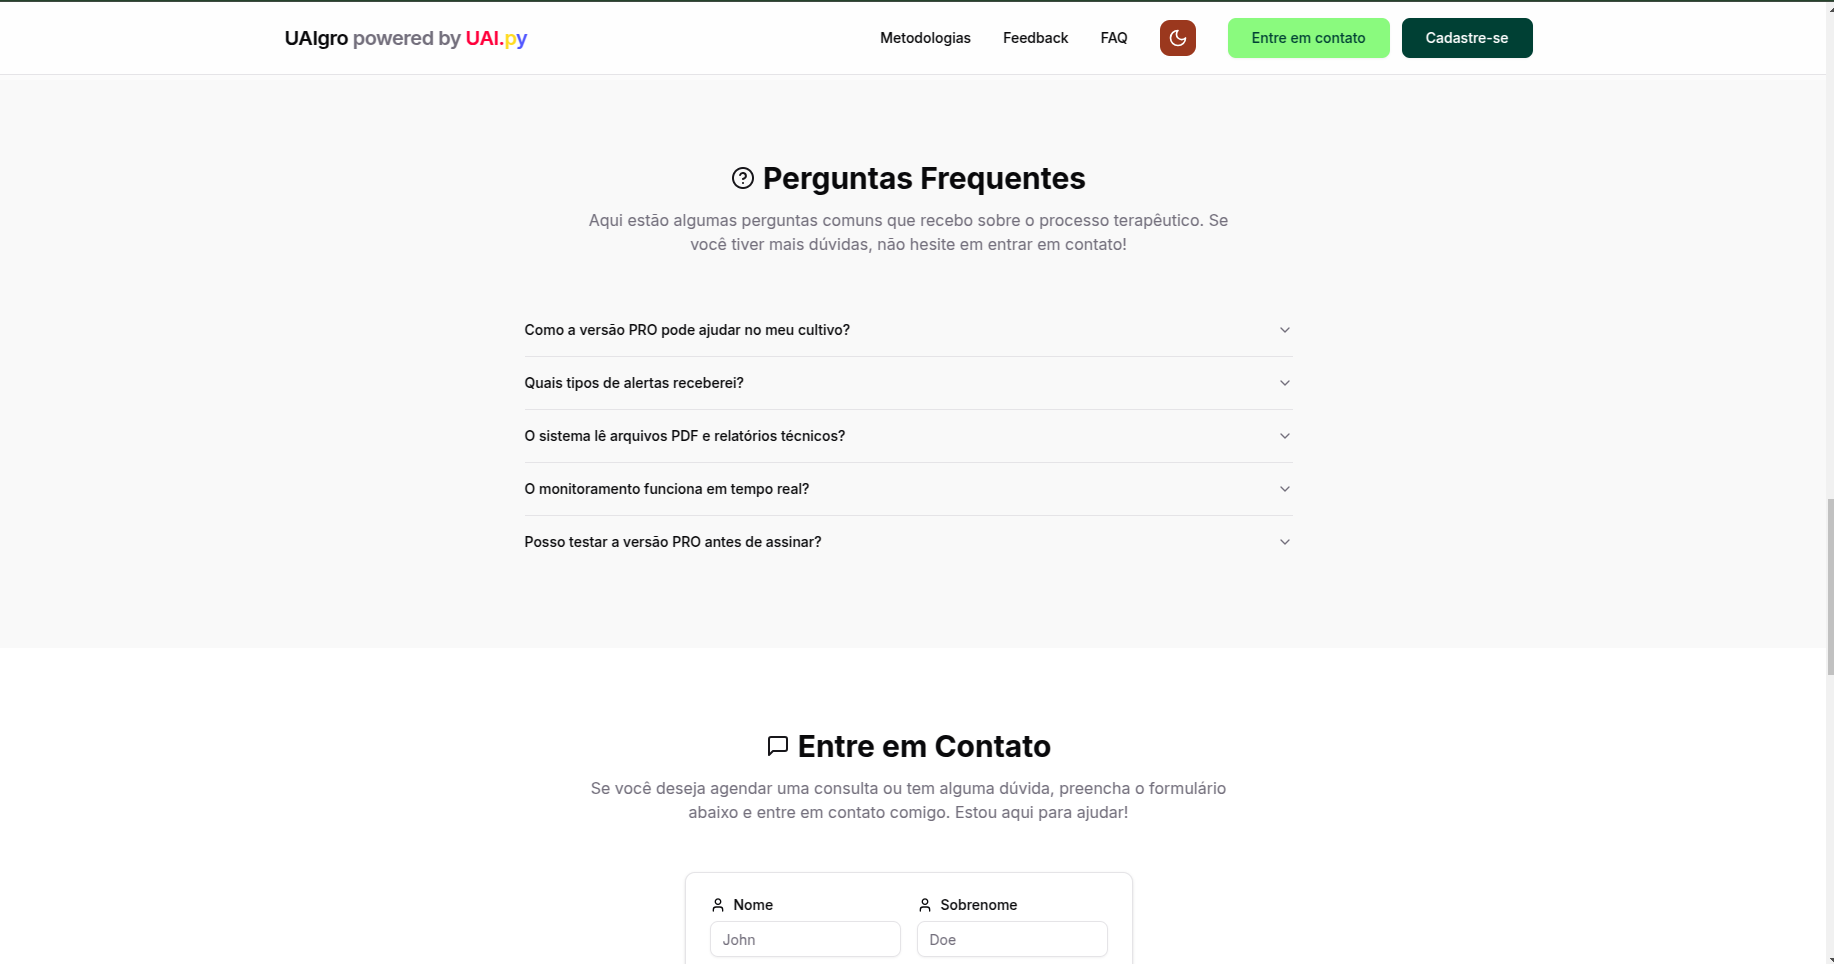 UAIgro powered by UAI.py
Metodologias
Feedback
FAQ
Entre em contato
Cadastre-se
Perguntas Frequentes
Aqui estão algumas perguntas comuns que recebo sobre o processo terapêutico. Se
você tiver mais dúvidas, não hesite em entrar em contato!
Como a versão PRO pode ajudar no meu cultivo?
Quais tipos de alertas receberei?
O sistema lê arquivos PDF e relatórios técnicos?
O monitoramento funciona em tempo real?
Posso testar a versão PRO antes de assinar?
Entre em Contato
Se você deseja agendar uma consulta ou tem alguma dúvida, preencha o formulário
abaixo e entre em contato comigo. Estou aqui para ajudar!
Nome
Sobrenome
John
Doe